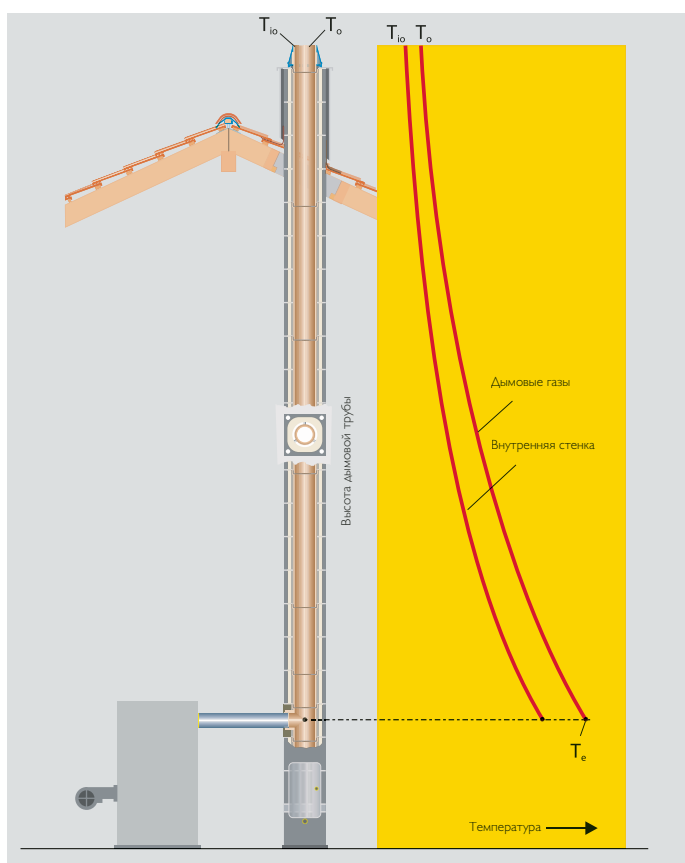 Tio To
Tio To
Дымовые газы
Внутренняя стенка
Высота дымовой трубы
Te
Температура